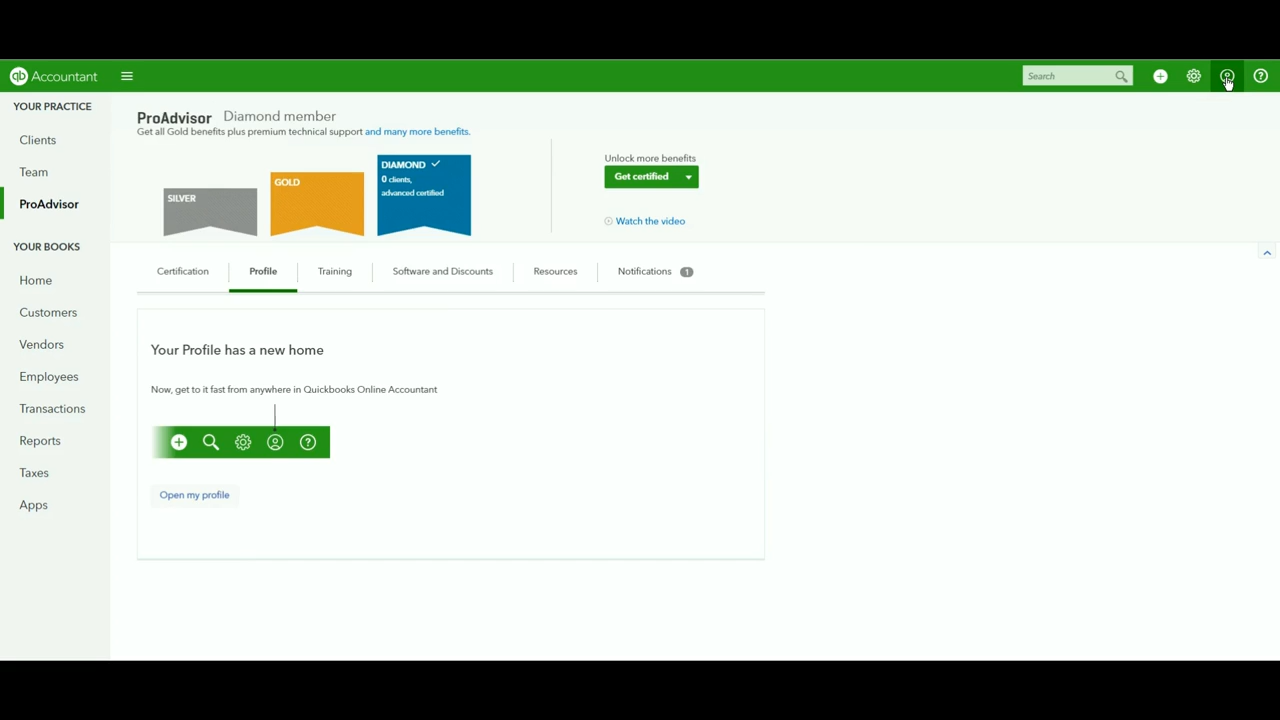 qb Accountant
Search
YOUR PRACTICE
Clients
Team
ProAdvisor
YOUR BOOKS
Home
Customers
Vendors
Employees
Transactions
Reports
Taxes
Apps
ProAdvisor Diamond member
Get all Gold benefits plus premium technical support and many more benefits.
SILVER
GOLD
DIAMOND
0 clients,
advanced certified
Unlock more benefits
Get certified
Watch the video
Certification Profile Training Software and Discounts Resources Notifications 1
Your Profile has a new home
Now, get to it fast from anywhere in Quickbooks Online Accountant
Open my profile